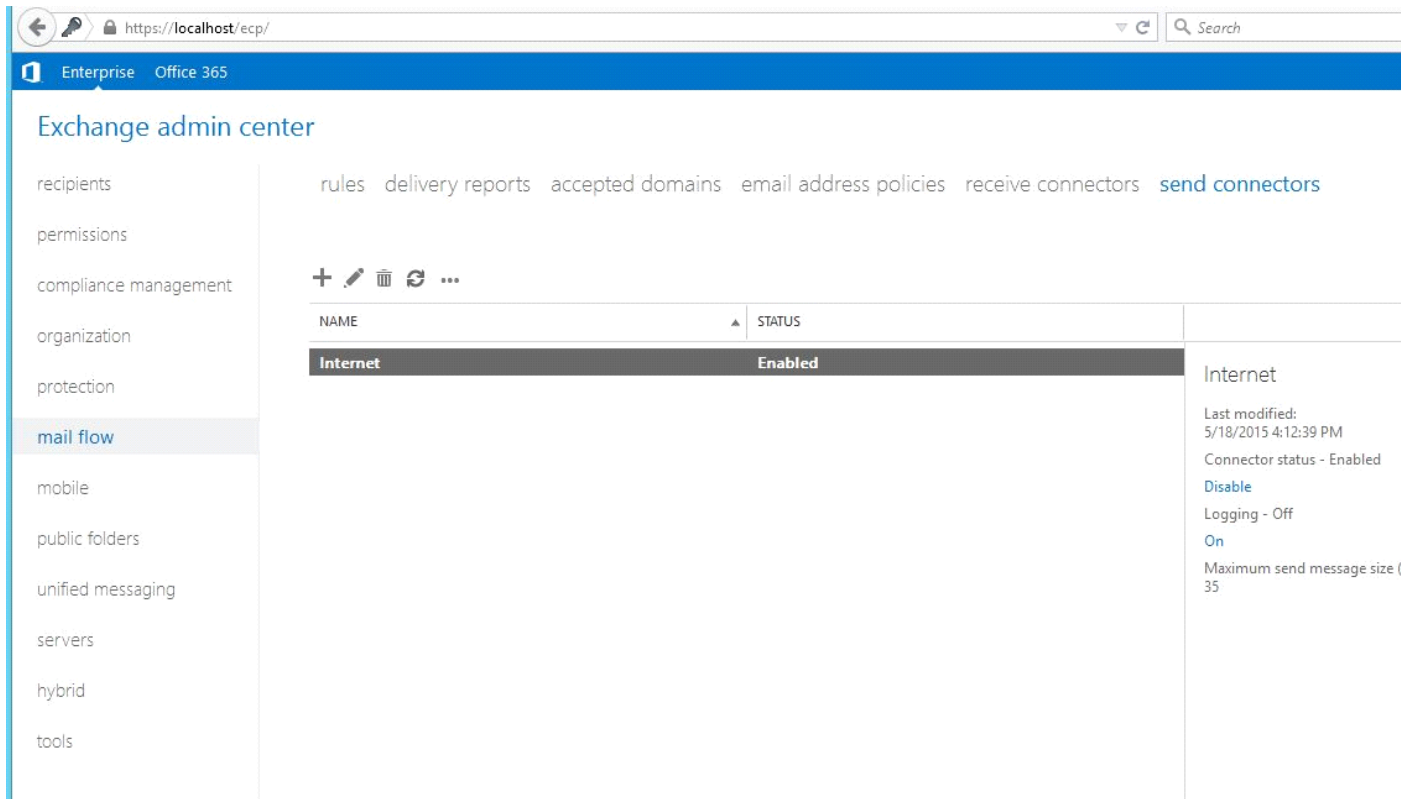 https://localhost/ecp/
Search
Enterprise Office 365
Exchange admin center
recipients
permissions
compliance management
organization
protection
mail flow
mobile
public folders
unified messaging
servers
hybrid
tools
rules delivery reports accepted domains email address policies receive connectors send connectors
NAME STATUS
Internet Enabled
Internet
Last modified:
5/18/2015 4:12:39 PM
Connector status - Enabled
Disable
Logging - Off
On
Maximum send message size (
35